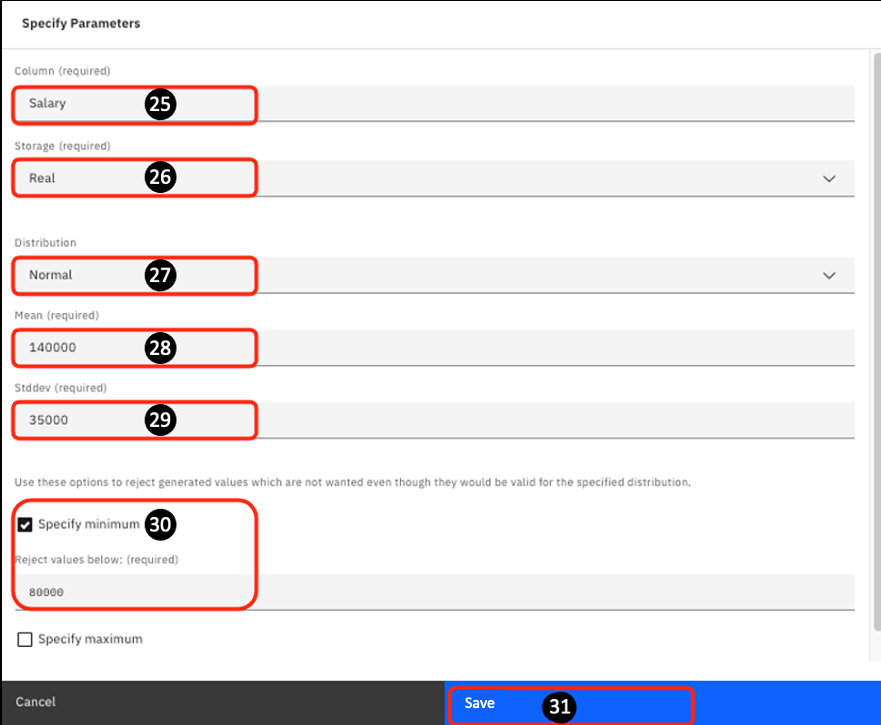 Specify Parameters
Column (required)
Salary 25
Storage (required)
Real 26
Distribution
Normal 27
Mean (required)
140000 28
Stddev (required)
35000 29
Use these options to reject generated values which are not wanted even though they would be valid for the specified distribution.
Specify minimum 30
Reject values below: (required)
80000
Specify maximum
Cancel Save 31